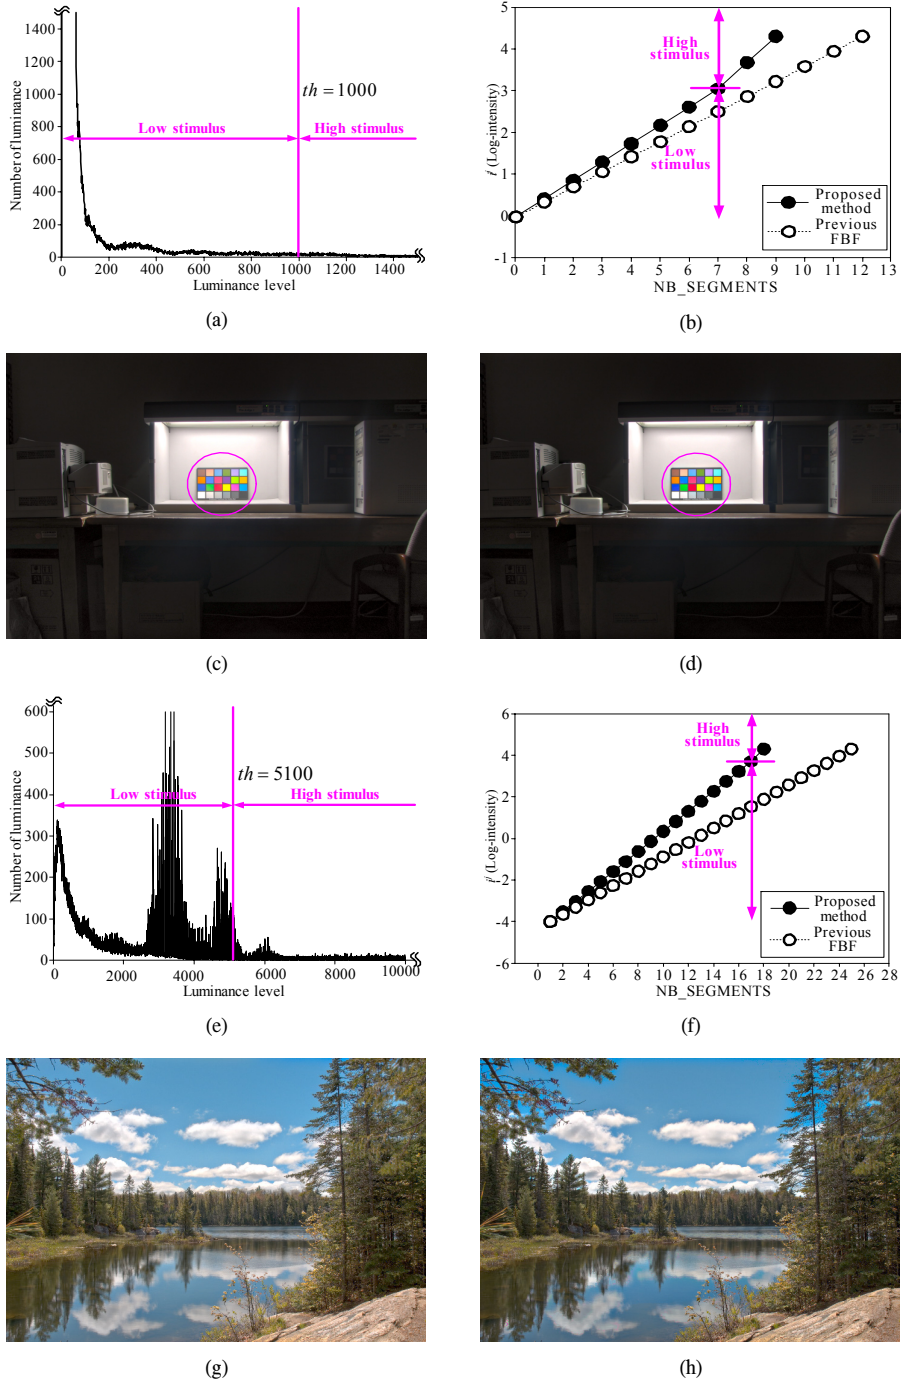 1400
1200
1000
800
600
400
200
0
Number of luminance
th = 1000
Low stimulus
High stimulus
0 200 400 600 800 1000 1200 1400
Luminance level
(a)
5
4
3
2
1
0
-1
i^j (Log-intensity)
High
stimulus
Low
stimulus
Proposed
method
Previous
FBF
0 1 2 3 4 5 6 7 8 9 10 11 12 13
NB_SEGMENTS
(b)
(c)
(d)
600
500
400
300
200
100
0
Number of luminance
th = 5100
Low stimulus
High stimulus
0 2000 4000 6000 8000 10000
Luminance level
(e)
6
4
2
0
-2
-4
-6
i^j (Log-intensity)
High
stimulus
Low
stimulus
Proposed
method
Previous
FBF
0 2 4 6 8 10 12 14 16 18 20 22 24 26 28
NB_SEGMENTS
(f)
(g)
(h)